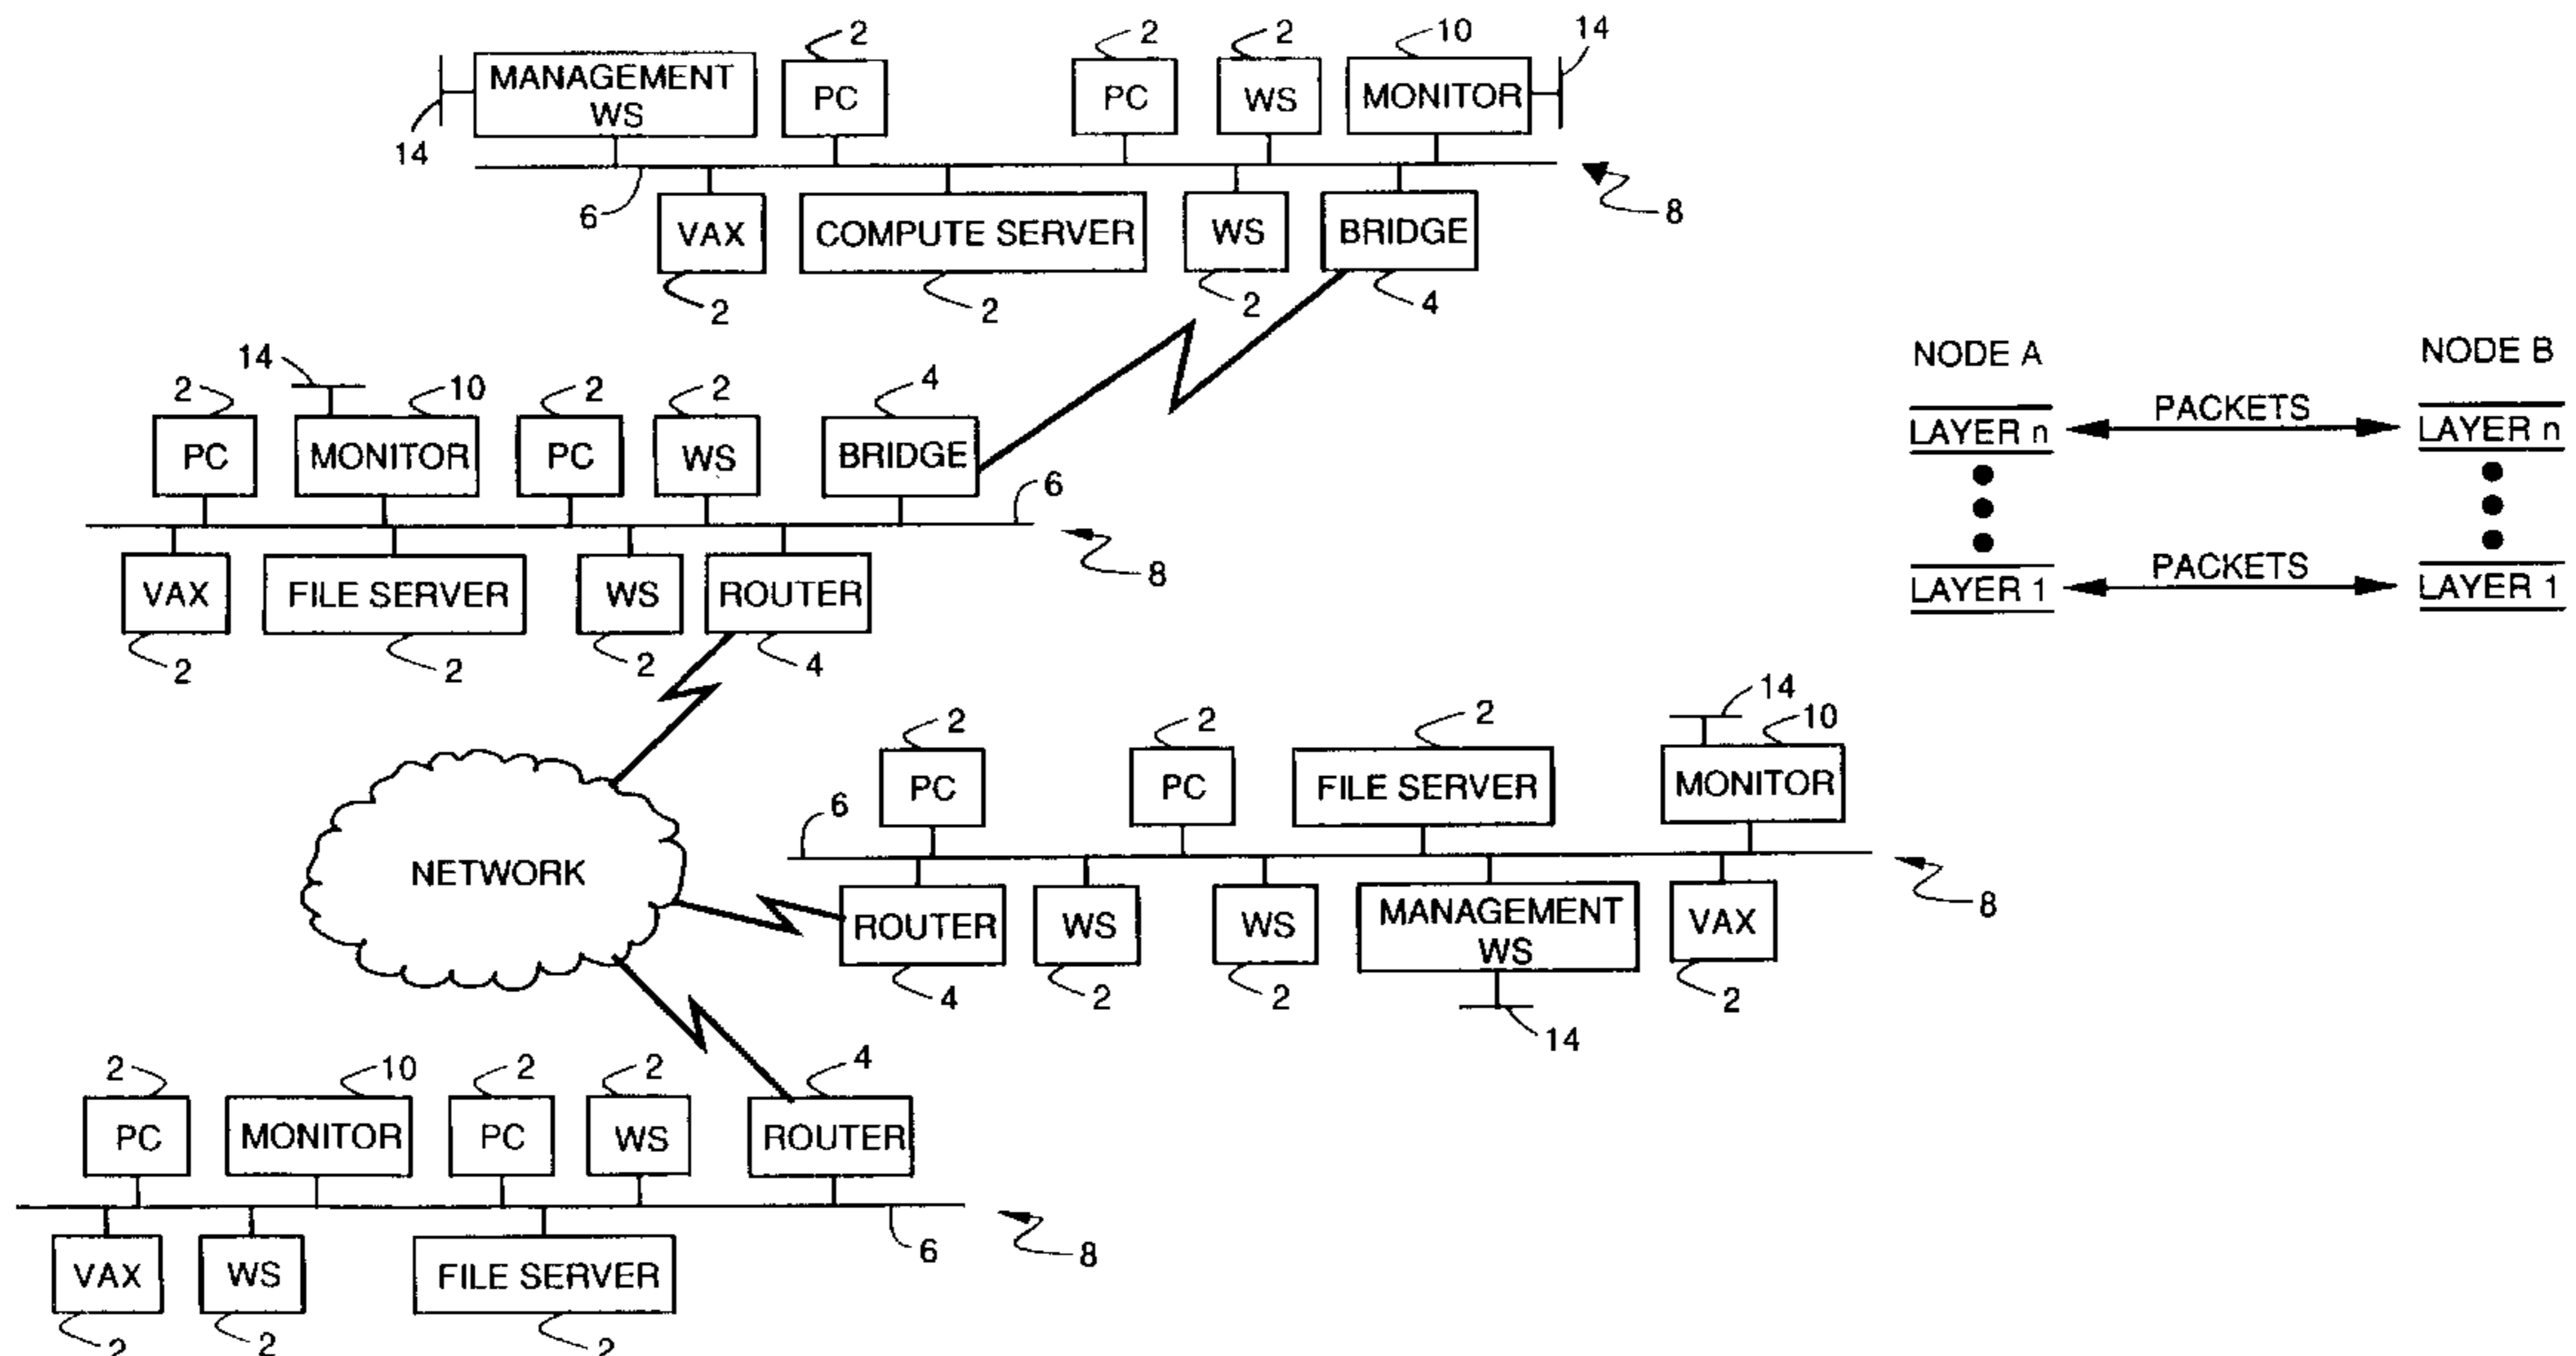 2 2 2 10 14
MANAGEMENT
WS
PC
PC
WS
MONITOR
14
6
8
VAX
COMPUTE SERVER
WS
BRIDGE
2 2 2 4
14
2 10 2 2 4
PC
MONITOR
PC
WS
BRIDGE
6
8
VAX
FILE SERVER
WS
ROUTER
2 2 2 4
NODE A
NODE B
LAYER n
PACKETS
LAYER n
LAYER 1
PACKETS
LAYER 1
14
2 2 2 10
PC
PC
FILE SERVER
MONITOR
6
8
NETWORK
ROUTER
WS
WS
MANAGEMENT
WS
VAX
4 2 2 2
14
2 10 2 2 4
PC
MONITOR
PC
WS
ROUTER
6
8
VAX
WS
FILE SERVER
2 2 2